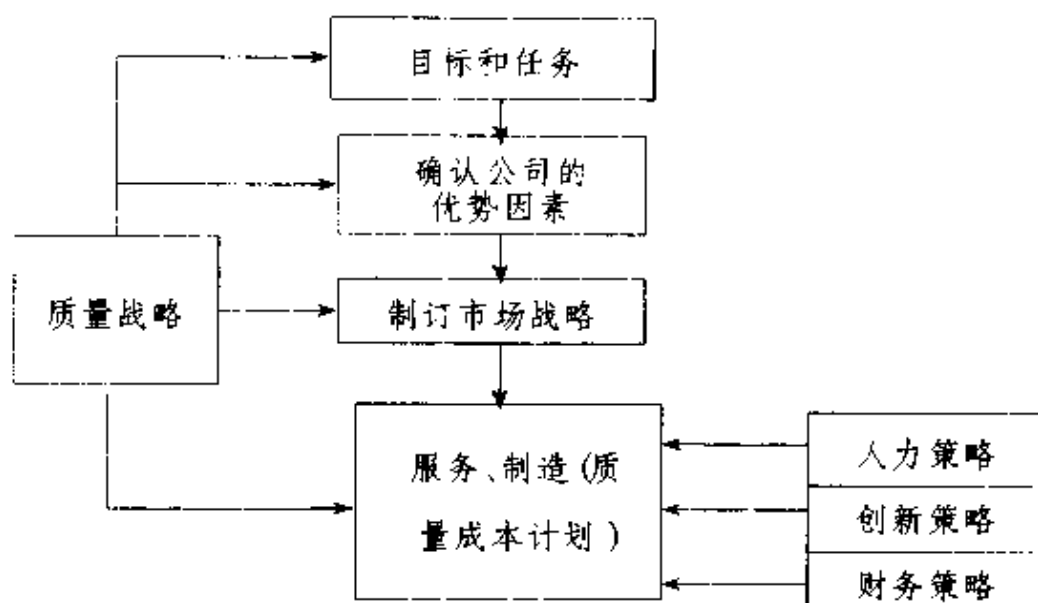 目标和任务
确认公司的
优势因素
质量战略
制订市场战略
服务、制造(质
量成本计划)
人力策略
创新策略
财务策略